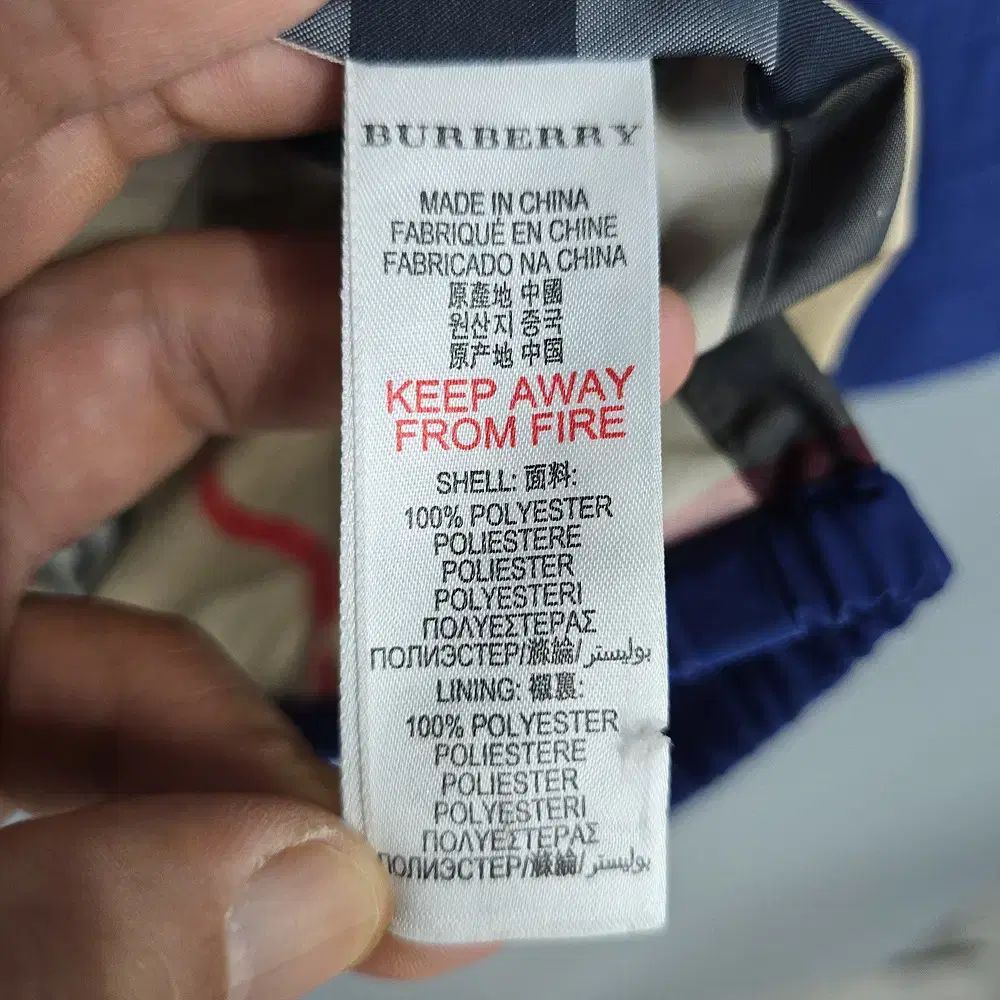 BURBERRY
MADE IN CHINA
FABRIQUÉ EN CHINE
FABRICADO NA CHINA
原產地 中國
원산지 중국
原产地 中国
KEEP AWAY
FROM FIRE
SHELL: 面料:
100% POLYESTER
POLIESTERE
POLIESTER
POLYESTERI
ΠΟΛΥΕΣΤΕΡΑΣ
ПОЛИЭСТЕР/滌綸/بوليستر
LINING: 襯裏:
100% POLYESTER
POLIESTERE
POLIESTER
POLYESTERI
ΠΟΛΥΕΣΤΕΡΑΣ
ПОЛИЭСТЕР/滌綸/بوليستر